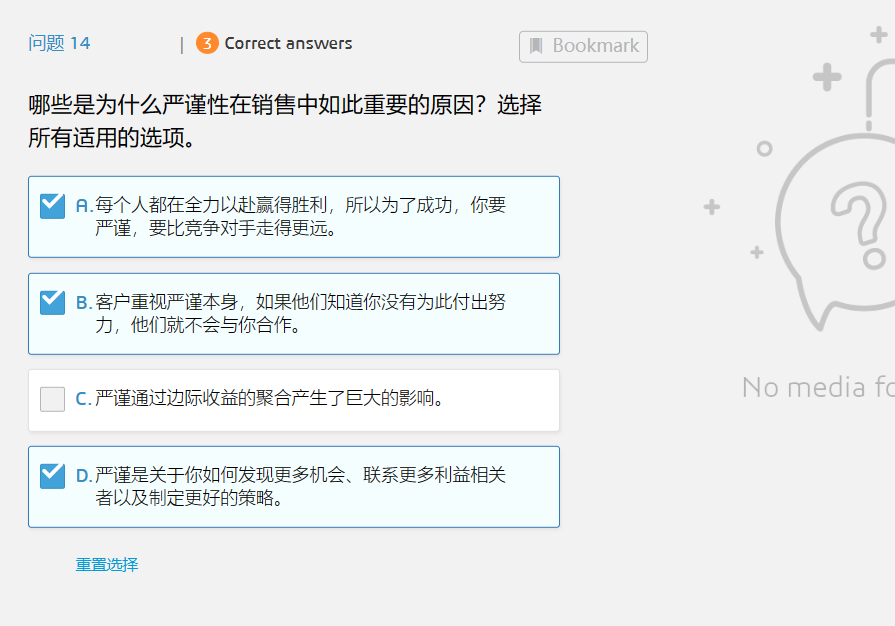 问题 14 | 3 Correct answers
Bookmark
哪些是为什么严谨性在销售中如此重要的原因？选择
所有适用的选项。
A. 每个人都在全力以赴赢得胜利，所以为了成功，你要
严谨，要比竞争对手走得更远。
B. 客户重视严谨本身，如果他们知道你没有为此付出努
力，他们就不会与你合作。
C. 严谨通过边际收益的聚合产生了巨大的影响。
D. 严谨是关于你如何发现更多机会、联系更多利益相关
者以及制定更好的策略。
重置选择
No media fo